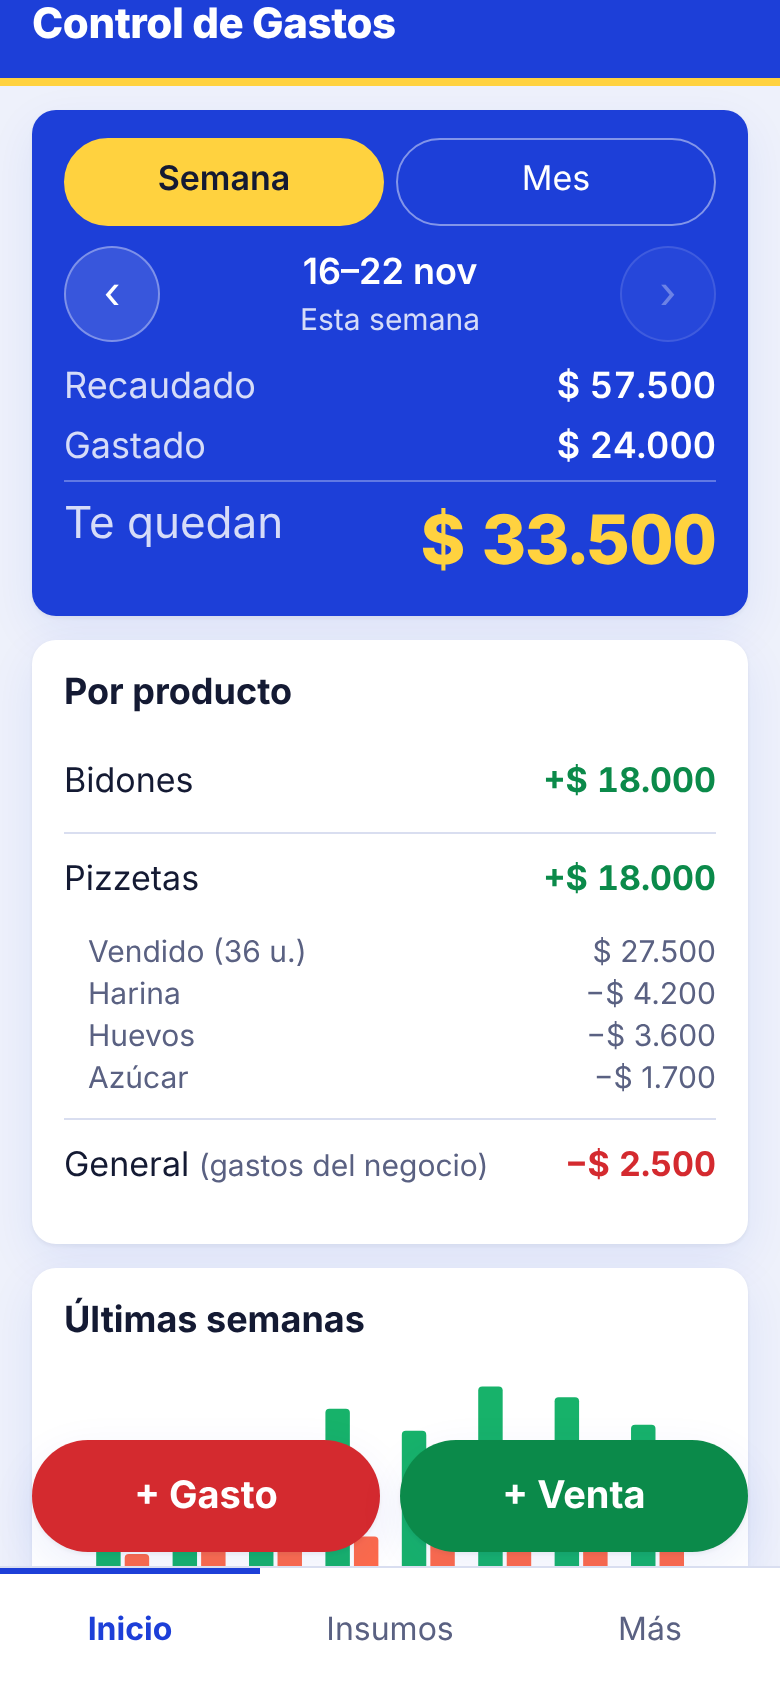 Control de Gastos
Semana
Mes
‹
16–22 nov
›
Esta semana
Recaudado $ 57.500
Gastado $ 24.000
Te quedan $ 33.500
Por producto
Bidones +$ 18.000
Pizzetas +$ 18.000
Vendido (36 u.) $ 27.500
Harina −$ 4.200
Huevos −$ 3.600
Azúcar −$ 1.700
General (gastos del negocio) −$ 2.500
Últimas semanas
+ Gasto
+ Venta
Inicio
Insumos
Más